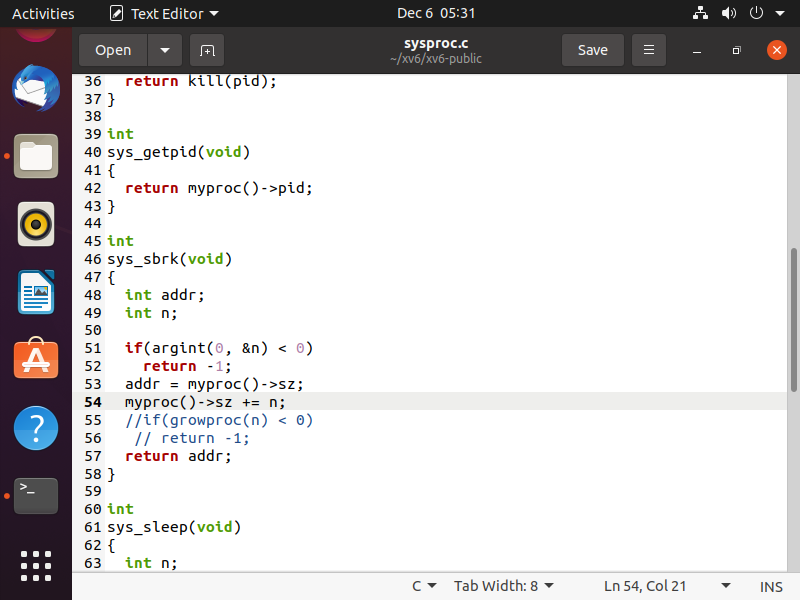 Activities Text Editor Dec 6 05:31
Open sysproc.c Save
~/xv6/xv6-public
36   return kill(pid);
37 }
38
39 int
40 sys_getpid(void)
41 {
42   return myproc()->pid;
43 }
44
45 int
46 sys_sbrk(void)
47 {
48   int addr;
49   int n;
50
51   if(argint(0, &n) < 0)
52     return -1;
53   addr = myproc()->sz;
54   myproc()->sz += n;
55   //if(growproc(n) < 0)
56    // return -1;
57   return addr;
58 }
59
60 int
61 sys_sleep(void)
62 {
63   int n;
C Tab Width: 8 Ln 54, Col 21 INS